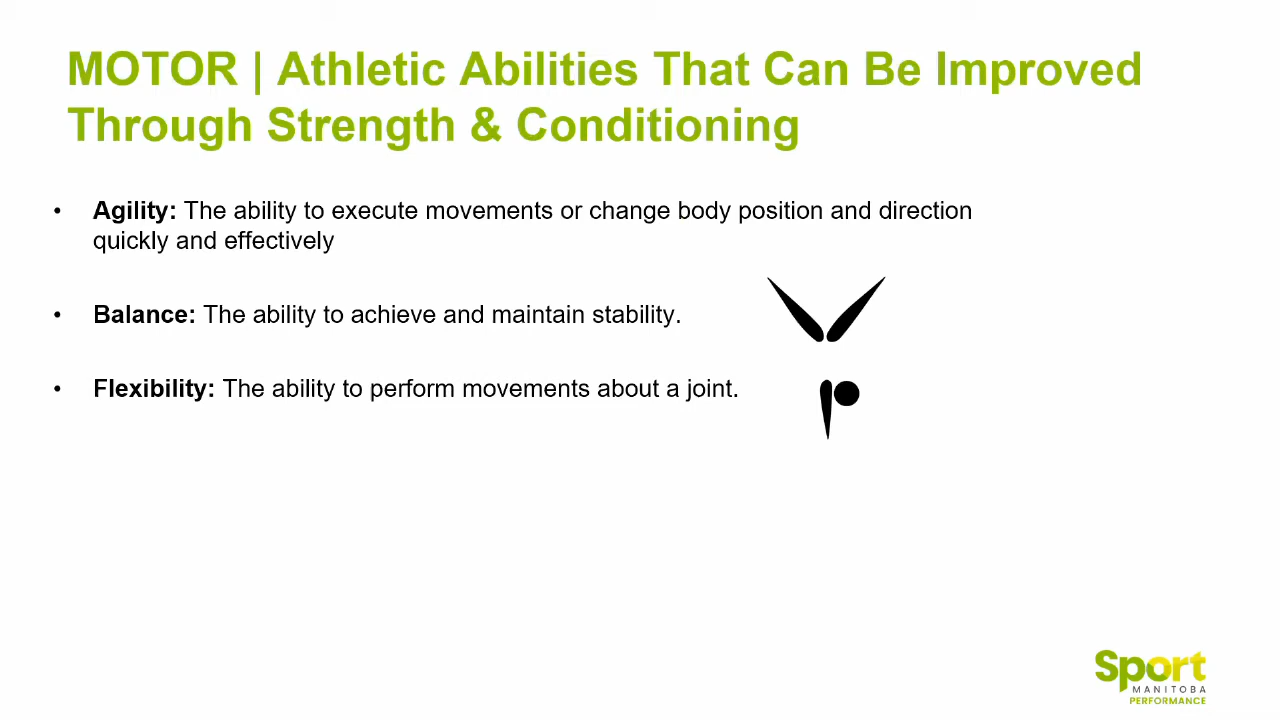 MOTOR | Athletic Abilities That Can Be Improved
Through Strength & Conditioning
• Agility: The ability to execute movements or change body position and direction
quickly and effectively
• Balance: The ability to achieve and maintain stability.
• Flexibility: The ability to perform movements about a joint.
Sport
MANITOBA
PERFORMANCE